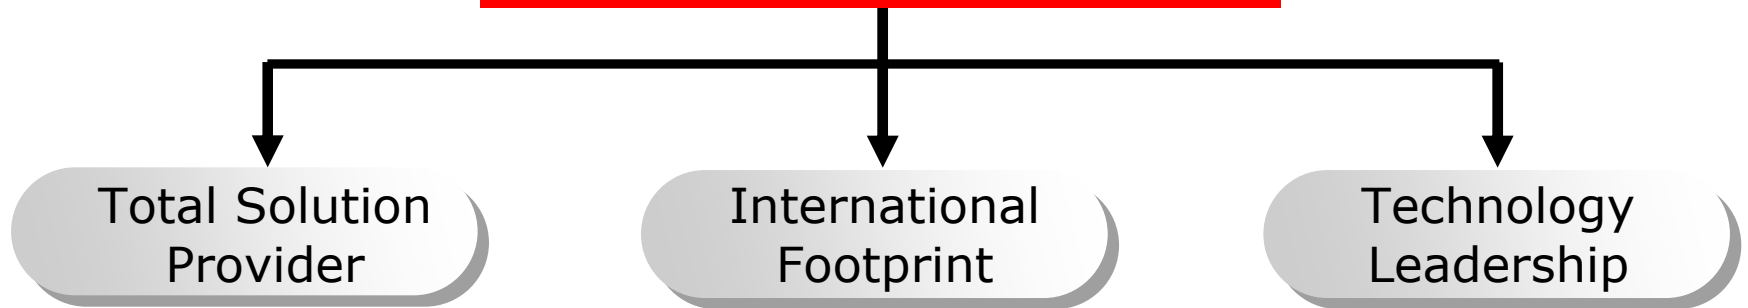 Total Solution
Provider
International
Footprint
Technology
Leadership